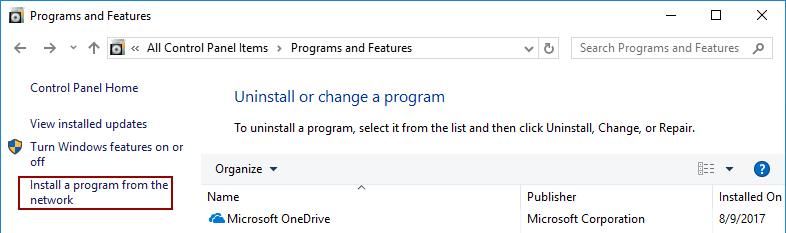 Programs and Features
All Control Panel Items
Programs and Features
Search Programs and Features
Control Panel Home
View installed updates
Turn Windows features on or
off
Install a program from the
network
Uninstall or change a program
To uninstall a program, select it from the list and then click Uninstall, Change, or Repair.
Organize
Name Publisher Installed On
Microsoft OneDrive Microsoft Corporation 8/9/2017